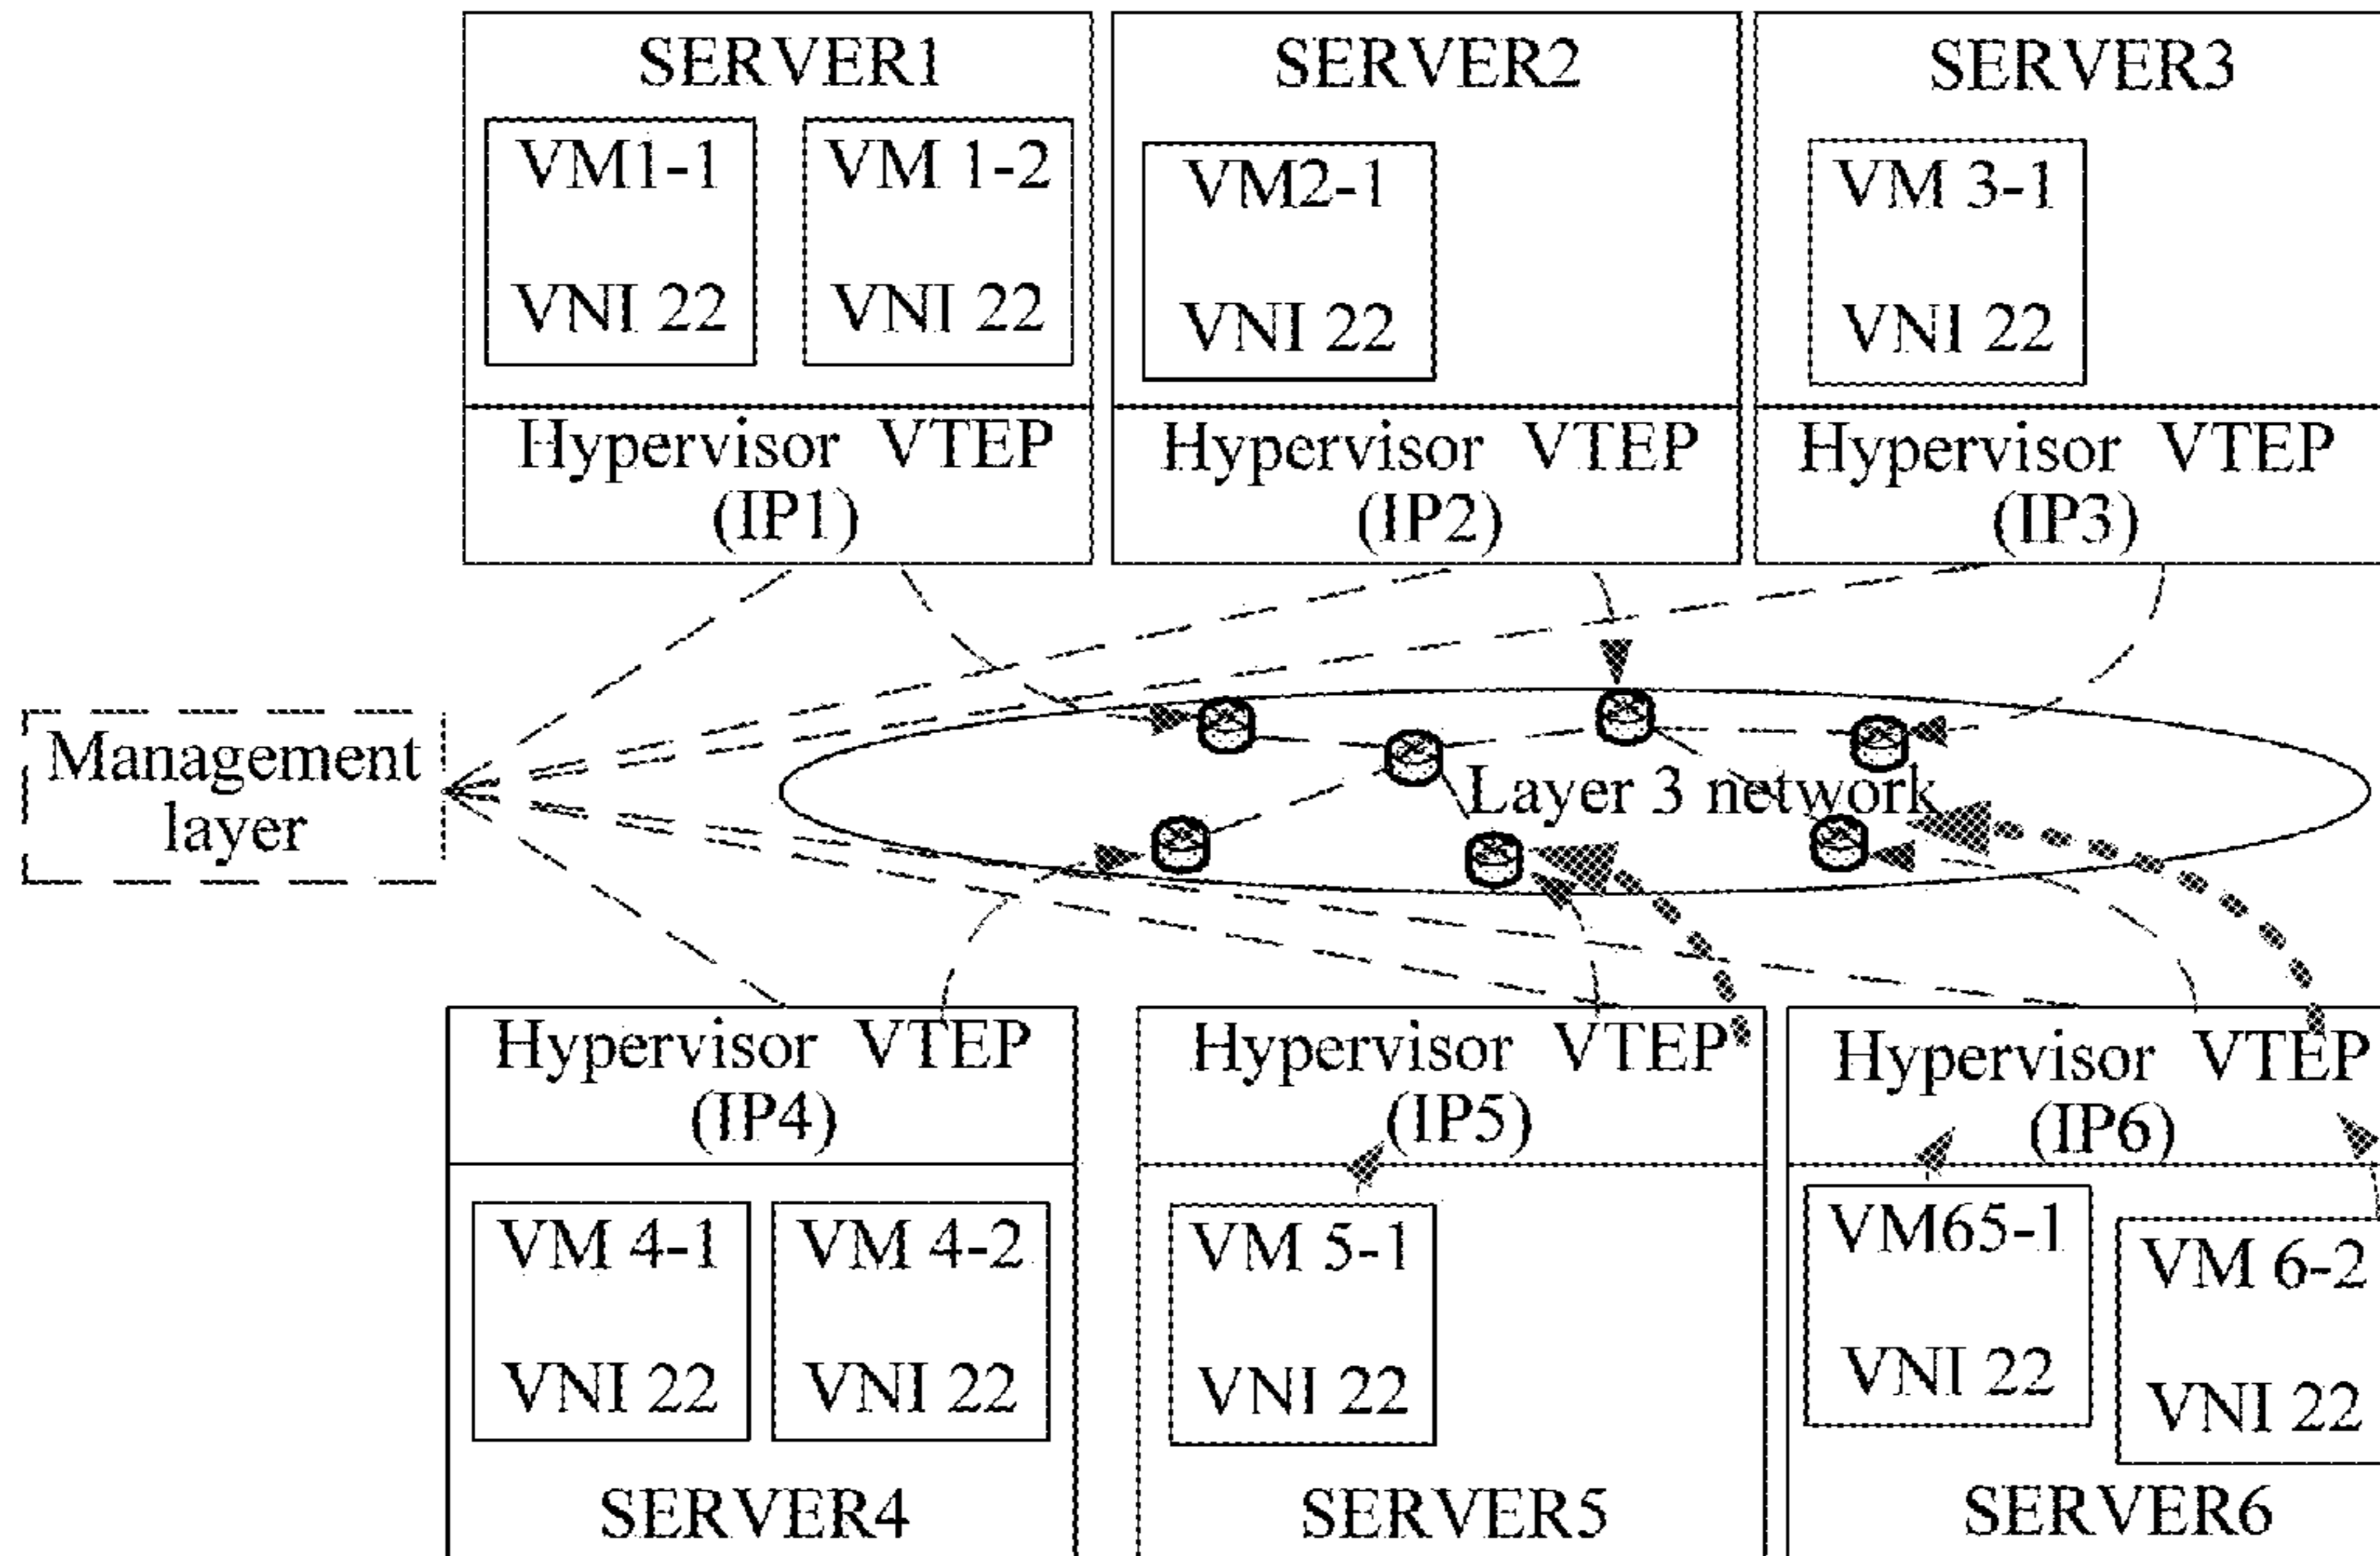 SERVER1
VM1-1
VNI 22
VM 1-2
VNI 22
Hypervisor VTEP
(IP1)
SERVER2
VM2-1
VNI 22
Hypervisor VTEP
(IP2)
SERVER3
VM 3-1
VNI 22
Hypervisor VTEP
(IP3)
Management
layer
Layer 3 network
Hypervisor VTEP
(IP4)
VM 4-1
VNI 22
VM 4-2
VNI 22
SERVER4
Hypervisor VTEP
(IP5)
VM 5-1
VNI 22
SERVER5
Hypervisor VTEP
(IP6)
VM65-1
VNI 22
VM 6-2
VNI 22
SERVER6